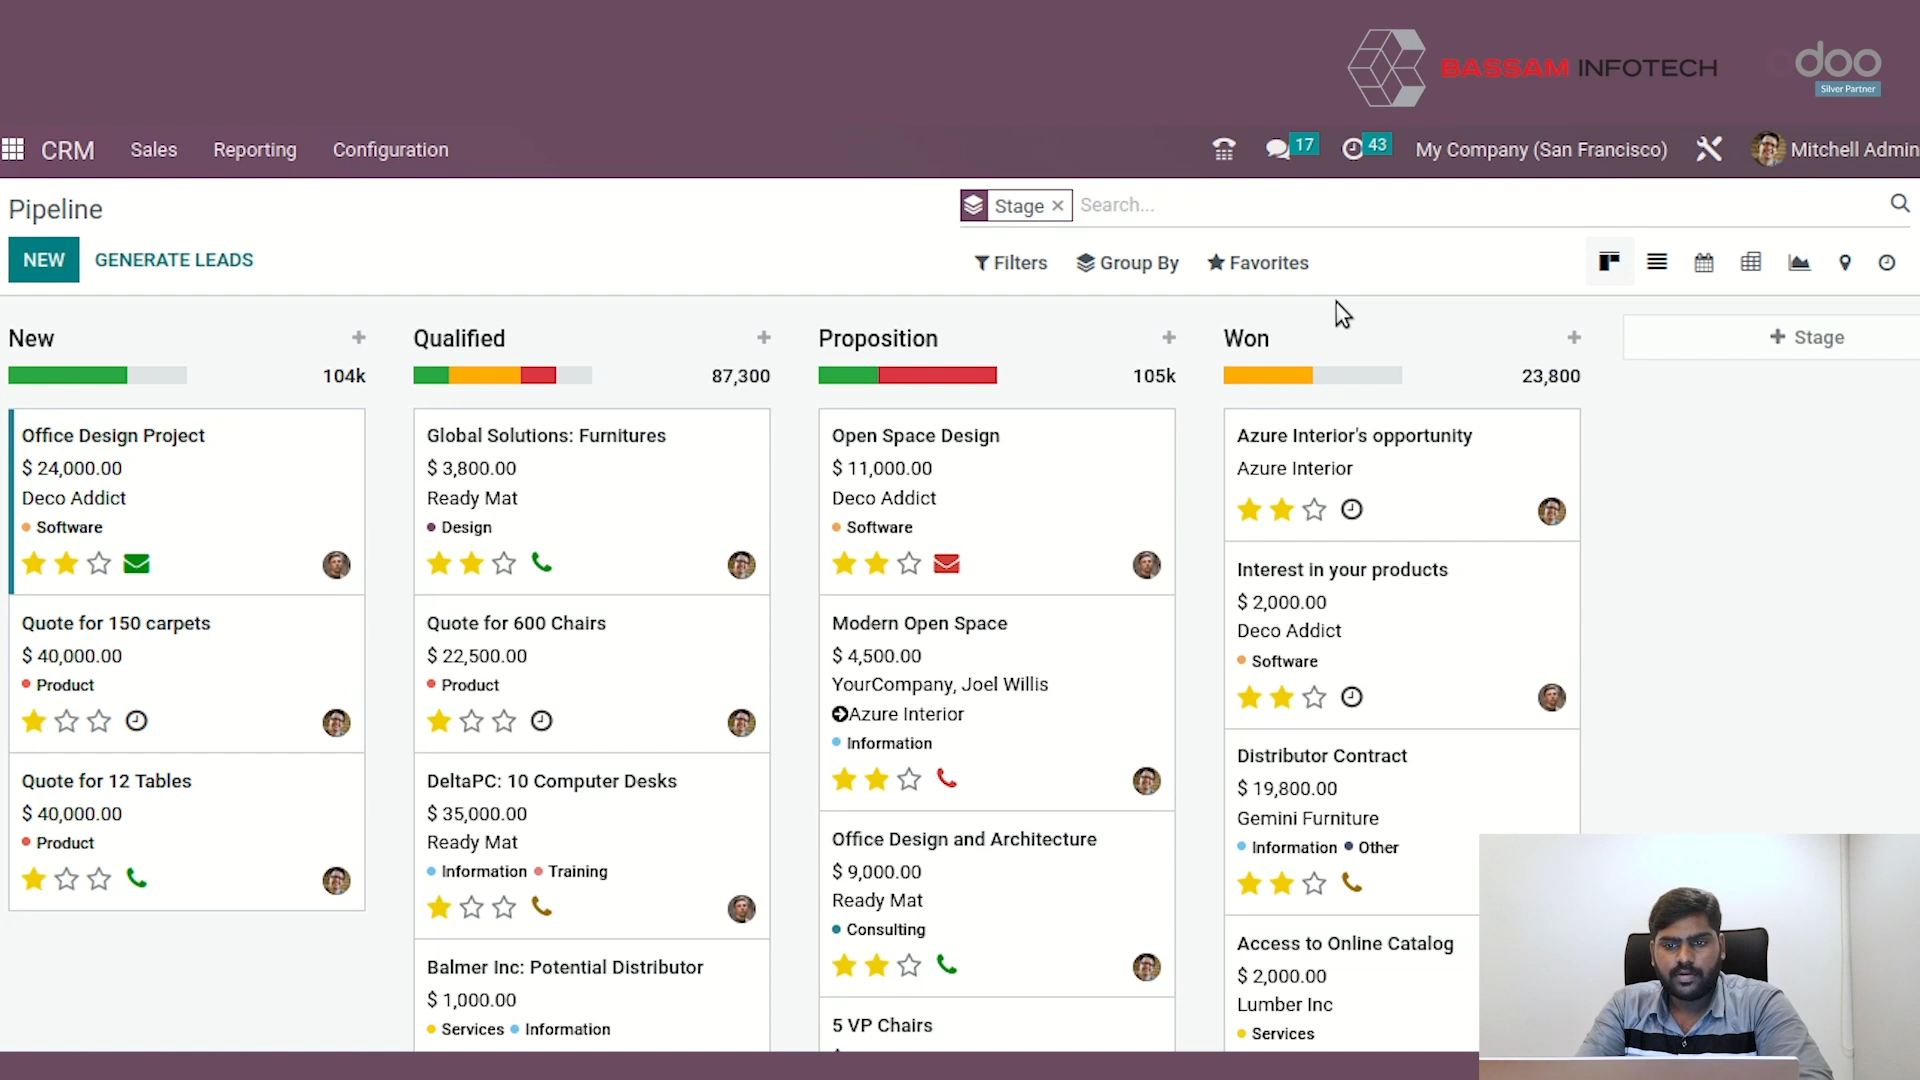 BASSAM INFOTECH
odoo
Silver Partner
CRM Sales Reporting Configuration
17 43 My Company (San Francisco) Mitchell Admin
Pipeline
Stage × Search...
NEW GENERATE LEADS
Filters Group By Favorites
New +
104k
Office Design Project
$ 24,000.00
Deco Addict
Software
Quote for 150 carpets
$ 40,000.00
Product
Quote for 12 Tables
$ 40,000.00
Product
Qualified +
87,300
Global Solutions: Furnitures
$ 3,800.00
Ready Mat
Design
Quote for 600 Chairs
$ 22,500.00
Product
DeltaPC: 10 Computer Desks
$ 35,000.00
Ready Mat
Information Training
Balmer Inc: Potential Distributor
$ 1,000.00
Services Information
Proposition +
105k
Open Space Design
$ 11,000.00
Deco Addict
Software
Modern Open Space
$ 4,500.00
YourCompany, Joel Willis
Azure Interior
Information
Office Design and Architecture
$ 9,000.00
Ready Mat
Consulting
5 VP Chairs
Won +
23,800
Azure Interior's opportunity
Azure Interior
Interest in your products
$ 2,000.00
Deco Addict
Software
Distributor Contract
$ 19,800.00
Gemini Furniture
Information Other
Access to Online Catalog
$ 2,000.00
Lumber Inc
Services
+ Stage